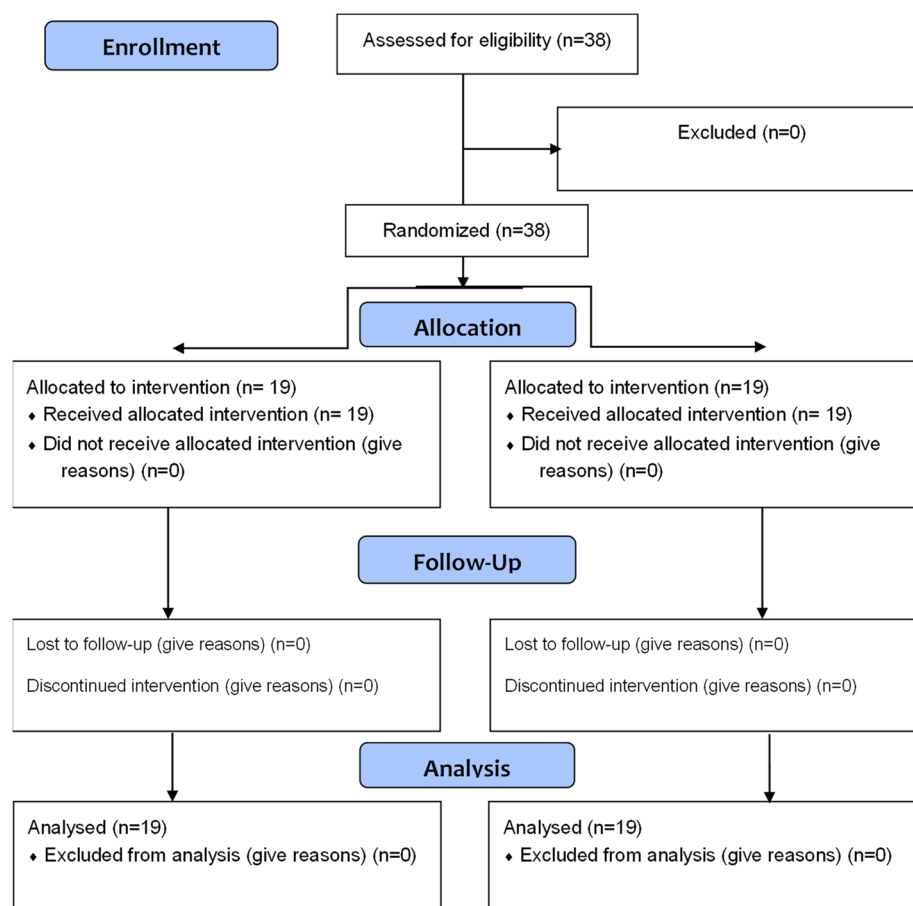 Enrollment
Assessed for eligibility (n=38)
Excluded (n=0)
Randomized (n=38)
Allocation
Allocated to intervention (n= 19)
♦ Received allocated intervention (n= 19)
♦ Did not receive allocated intervention (give
reasons) (n=0)
Allocated to intervention (n=19)
♦ Received allocated intervention (n= 19)
♦ Did not receive allocated intervention (give
reasons) (n=0)
Follow-Up
Lost to follow-up (give reasons) (n=0)
Discontinued intervention (give reasons) (n=0)
Lost to follow-up (give reasons) (n=0)
Discontinued intervention (give reasons) (n=0)
Analysis
Analysed (n=19)
♦ Excluded from analysis (give reasons) (n=0)
Analysed (n=19)
♦ Excluded from analysis (give reasons) (n=0)